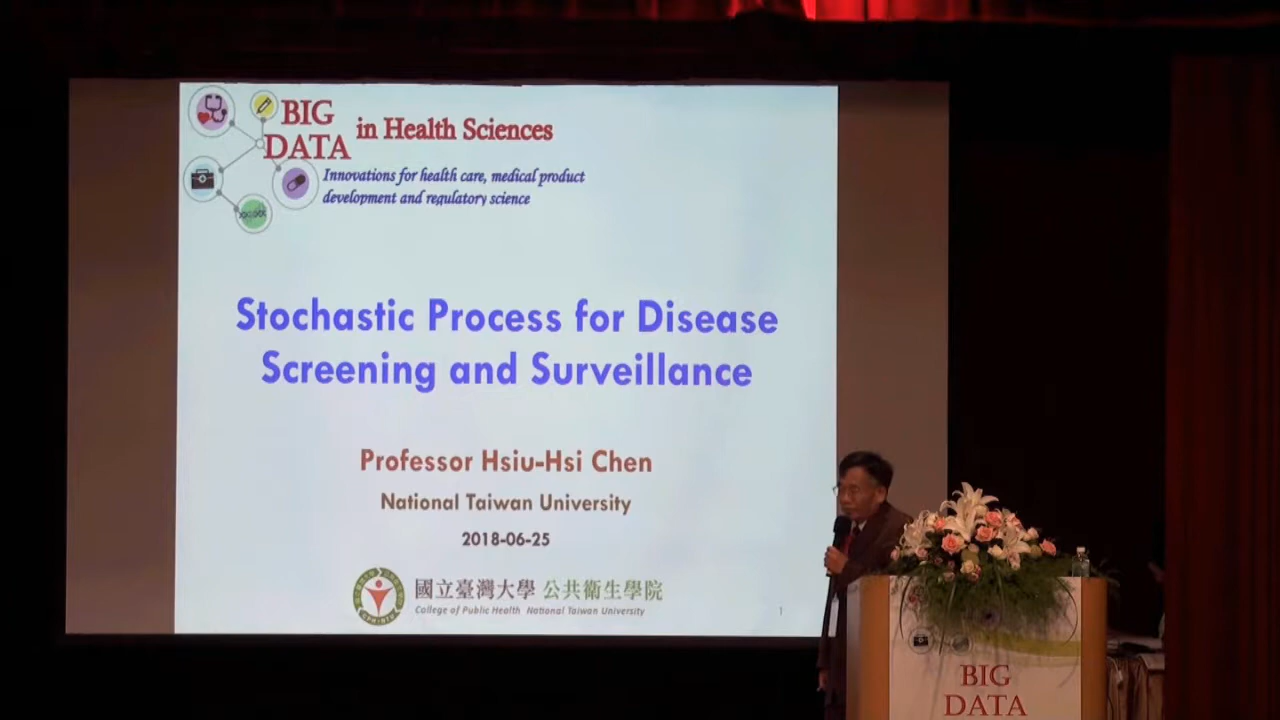 BIG
DATA
in Health Sciences
Innovations for health care, medical product
development and regulatory science
Stochastic Process for Disease
Screening and Surveillance
Professor Hsiu-Hsi Chen
National Taiwan University
2018-06-25
國立臺灣大學 公共衛生學院
College of Public Health National Taiwan University
1
BIG
DATA